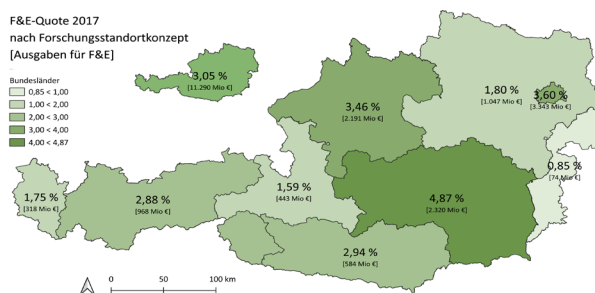 F&E-Quote 2017
nach Forschungsstandortkonzept
[Ausgaben für F&E]
Bundesländer
0,85 < 1,00
1,00 < 2,00
2,00 < 3,00
3,00 < 4,00
4,00 < 4,87
3,05 %
[11.290 Mio €]
3,46 %
[2.191 Mio €]
1,80 %
[1.047 Mio €]
3,60 %
[3.343 Mio €]
0,85 %
[74 Mio €]
1,75 %
[318 Mio €]
2,88 %
[968 Mio €]
1,59 %
[443 Mio €]
4,87 %
[2.320 Mio €]
2,94 %
[584 Mio €]
0 50 100 km